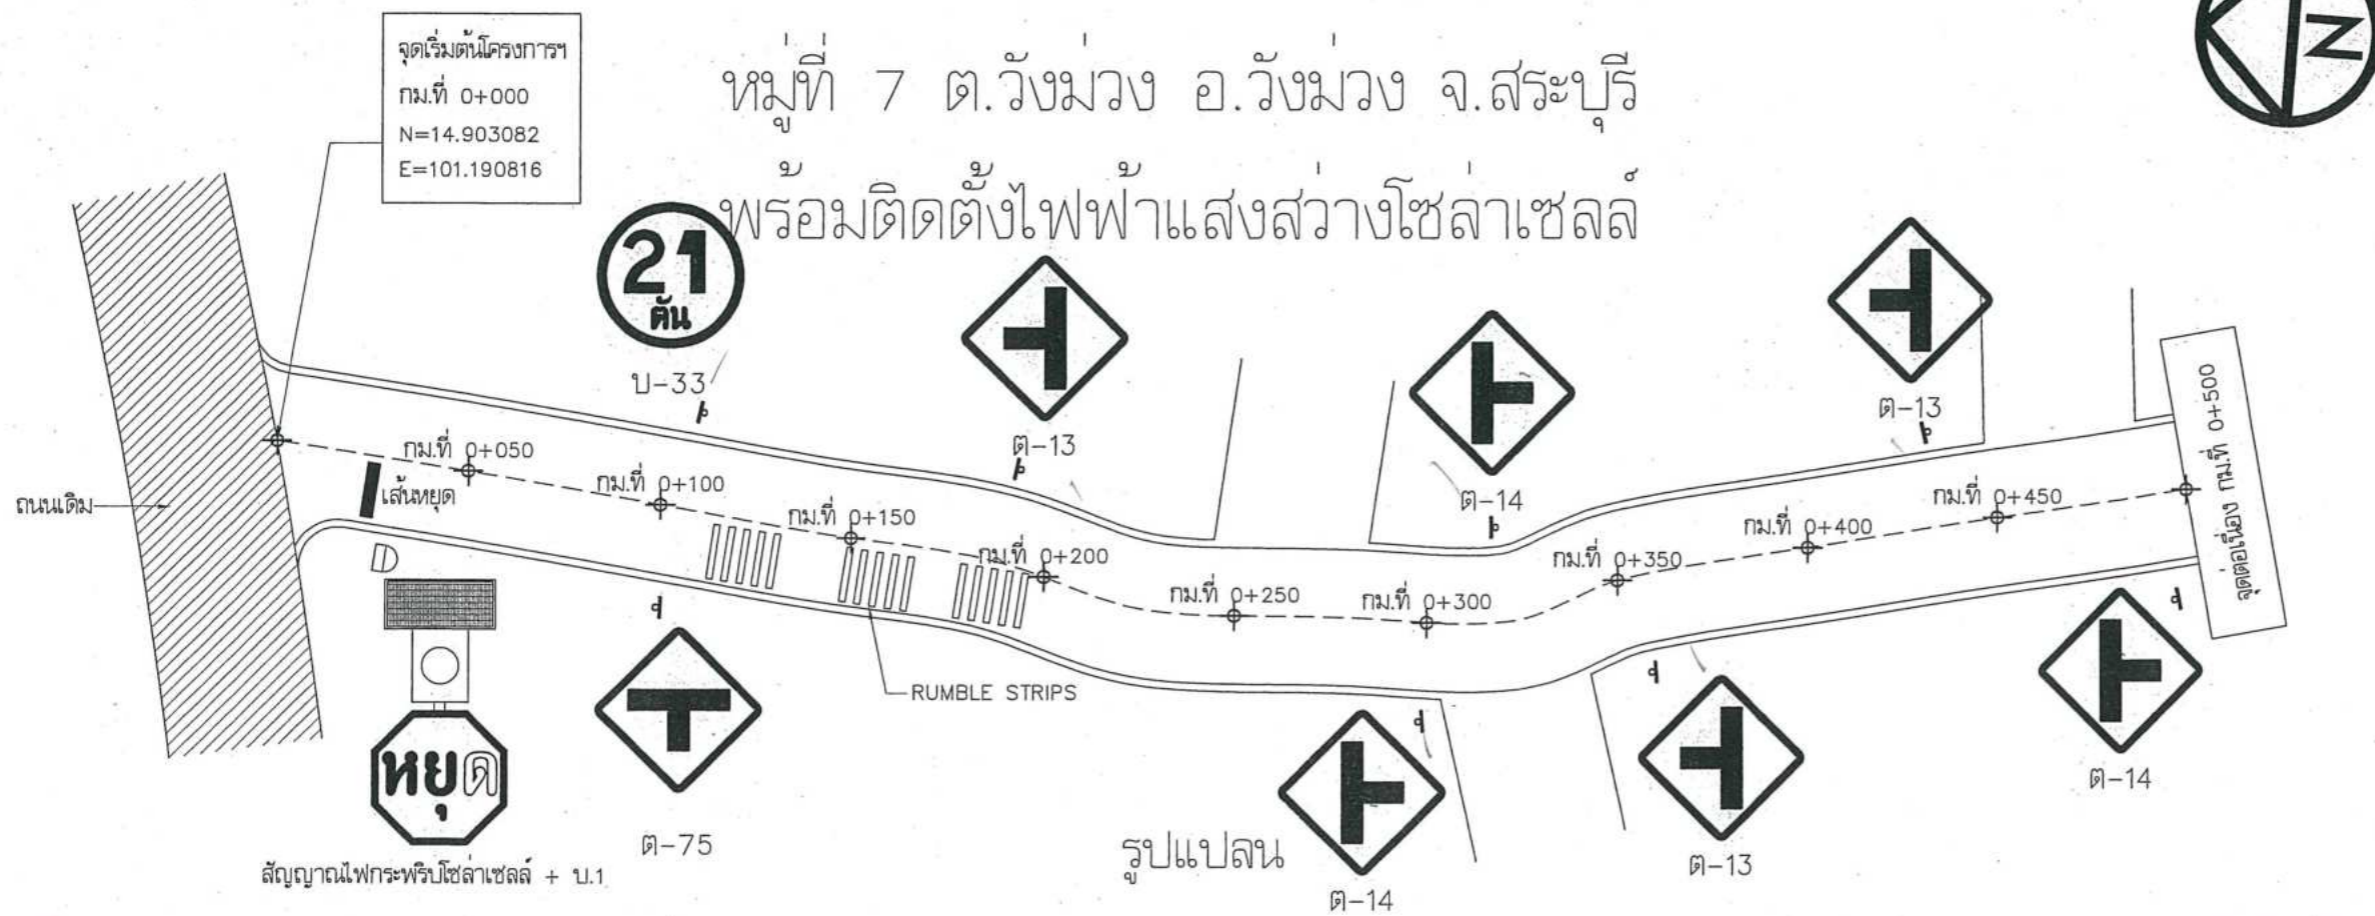 จุดเริ่มต้นโครงการฯ
กม.ที่ 0+000
N=14.903082
E=101.190816
หมู่ที่ 7 ต.วังม่วง อ.วังม่วง จ.สระบุรี
พร้อมติดตั้งไฟฟ้าแสงสว่างโซล่าเซลล์
N
21
ตัน
บ-33
ต-13
ต-14
ต-13
ถนนเดิม
เส้นหยุด
กม.ที่ 0+050
กม.ที่ 0+100
กม.ที่ 0+150
กม.ที่ 0+200
กม.ที่ 0+250
กม.ที่ 0+300
กม.ที่ 0+350
กม.ที่ 0+400
กม.ที่ 0+450
จุดต่อเนื่อง กม.ที่ 0+500
RUMBLE STRIPS
หยุด
สัญญาณไฟกระพริบโซล่าเซลล์ + บ.1
ต-75
รูปแปลน
ต-14
ต-13
ต-14